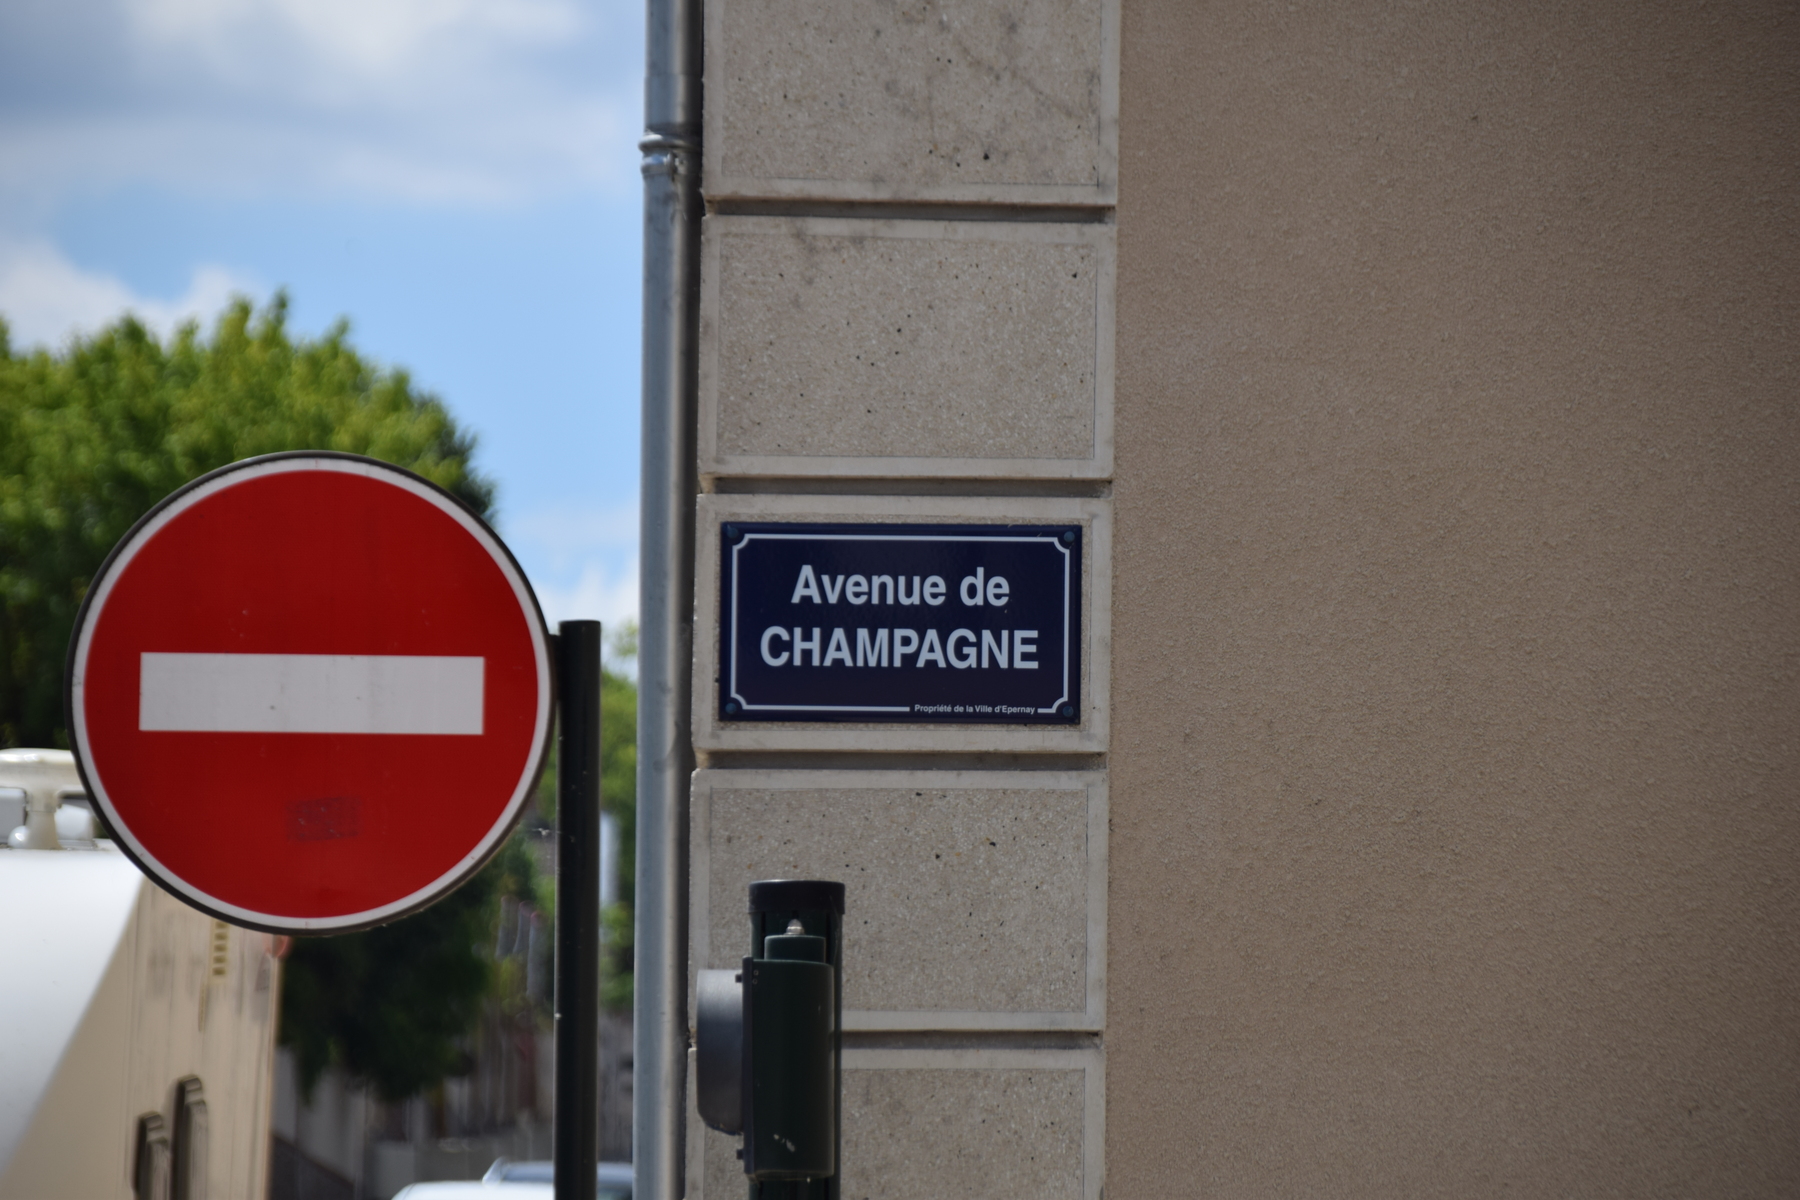 Avenue de
CHAMPAGNE
Propriété de la Ville d'Epernay